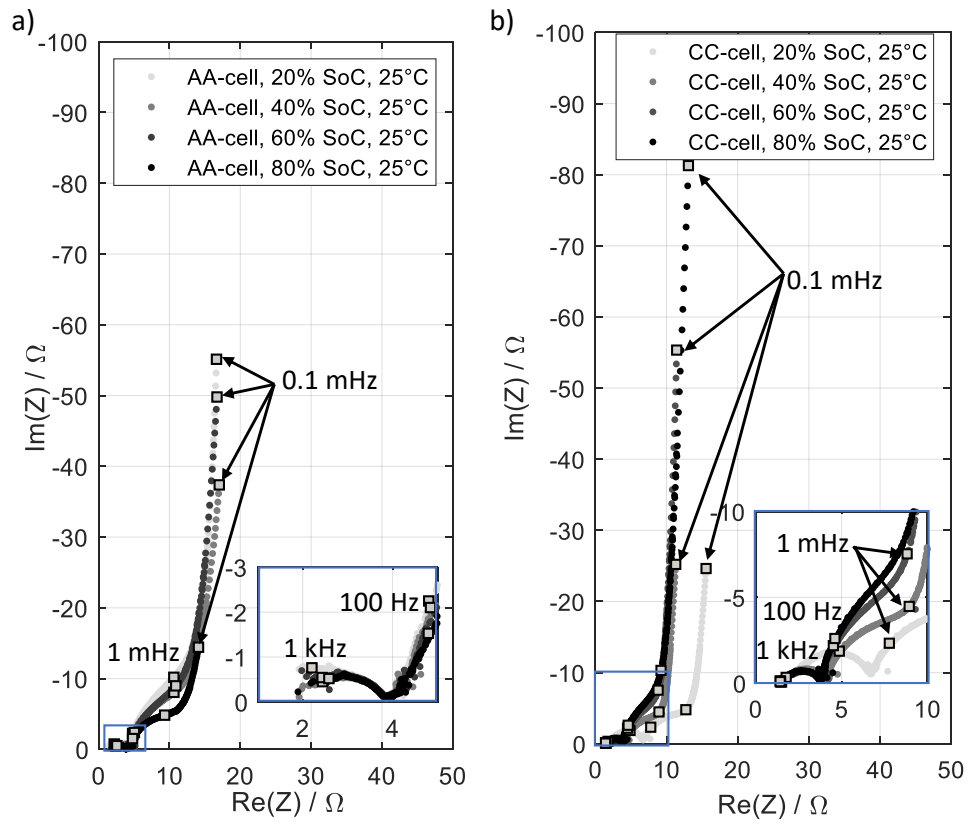 a)
-100
-90
-80
-70
-60
-50
-40
-30
-20
-10
0
Im(Z) / Ω
AA-cell, 20% SoC, 25°C
AA-cell, 40% SoC, 25°C
AA-cell, 60% SoC, 25°C
AA-cell, 80% SoC, 25°C
0.1 mHz
1 mHz
-3
-2
-1
0
100 Hz
1 kHz
2 4
0 10 20 30 40 50
Re(Z) / Ω
b)
-100
-90
-80
-70
-60
-50
-40
-30
-20
-10
0
Im(Z) / Ω
CC-cell, 20% SoC, 25°C
CC-cell, 40% SoC, 25°C
CC-cell, 60% SoC, 25°C
CC-cell, 80% SoC, 25°C
0.1 mHz
-10
-5
0
1 mHz
100 Hz
1 kHz
0 5 10
0 10 20 30 40 50
Re(Z) / Ω